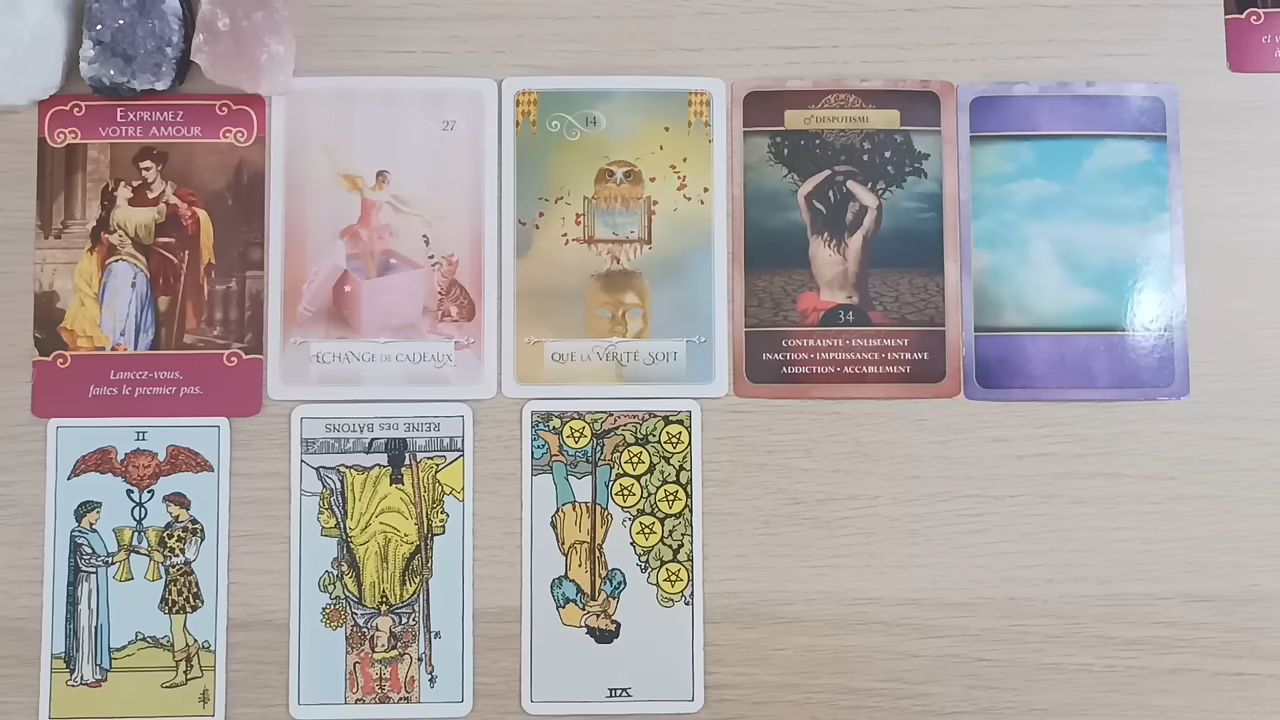 EXPRIMEZ
VOTRE AMOUR
Lancez-vous,
faites le premier pas.
27
ÉCHANGE DE CADEAUX
14
QUE LA VÉRITÉ SOIT
♂ DESPOTISME
34
CONTRAINTE • ENLISEMENT
INACTION • IMPUISSANCE • ENTRAVE
ADDICTION • ACCABLEMENT
et v
à
II
REINE DES BÂTONS
VII